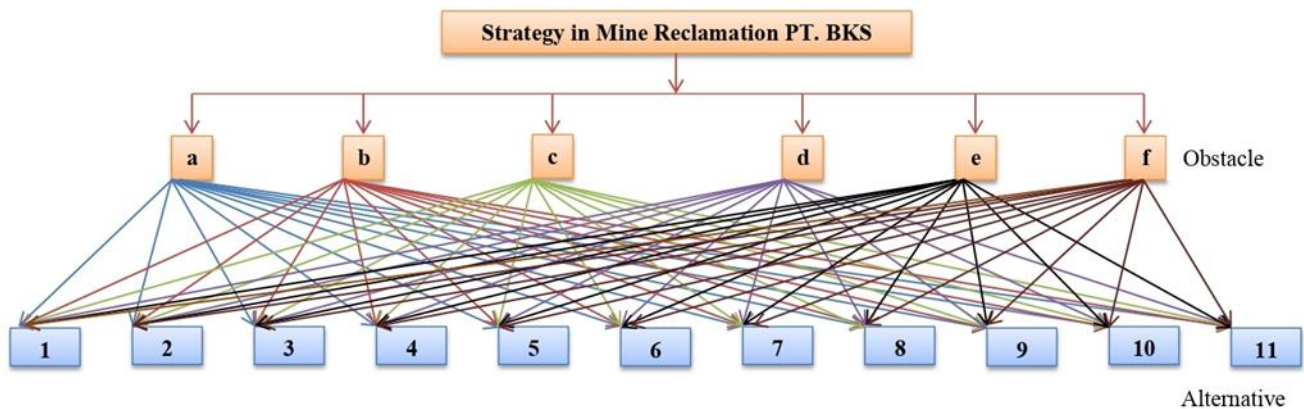 Strategy in Mine Reclamation PT. BKS
a b c d e f Obstacle
1 2 3 4 5 6 7 8 9 10 11
Alternative